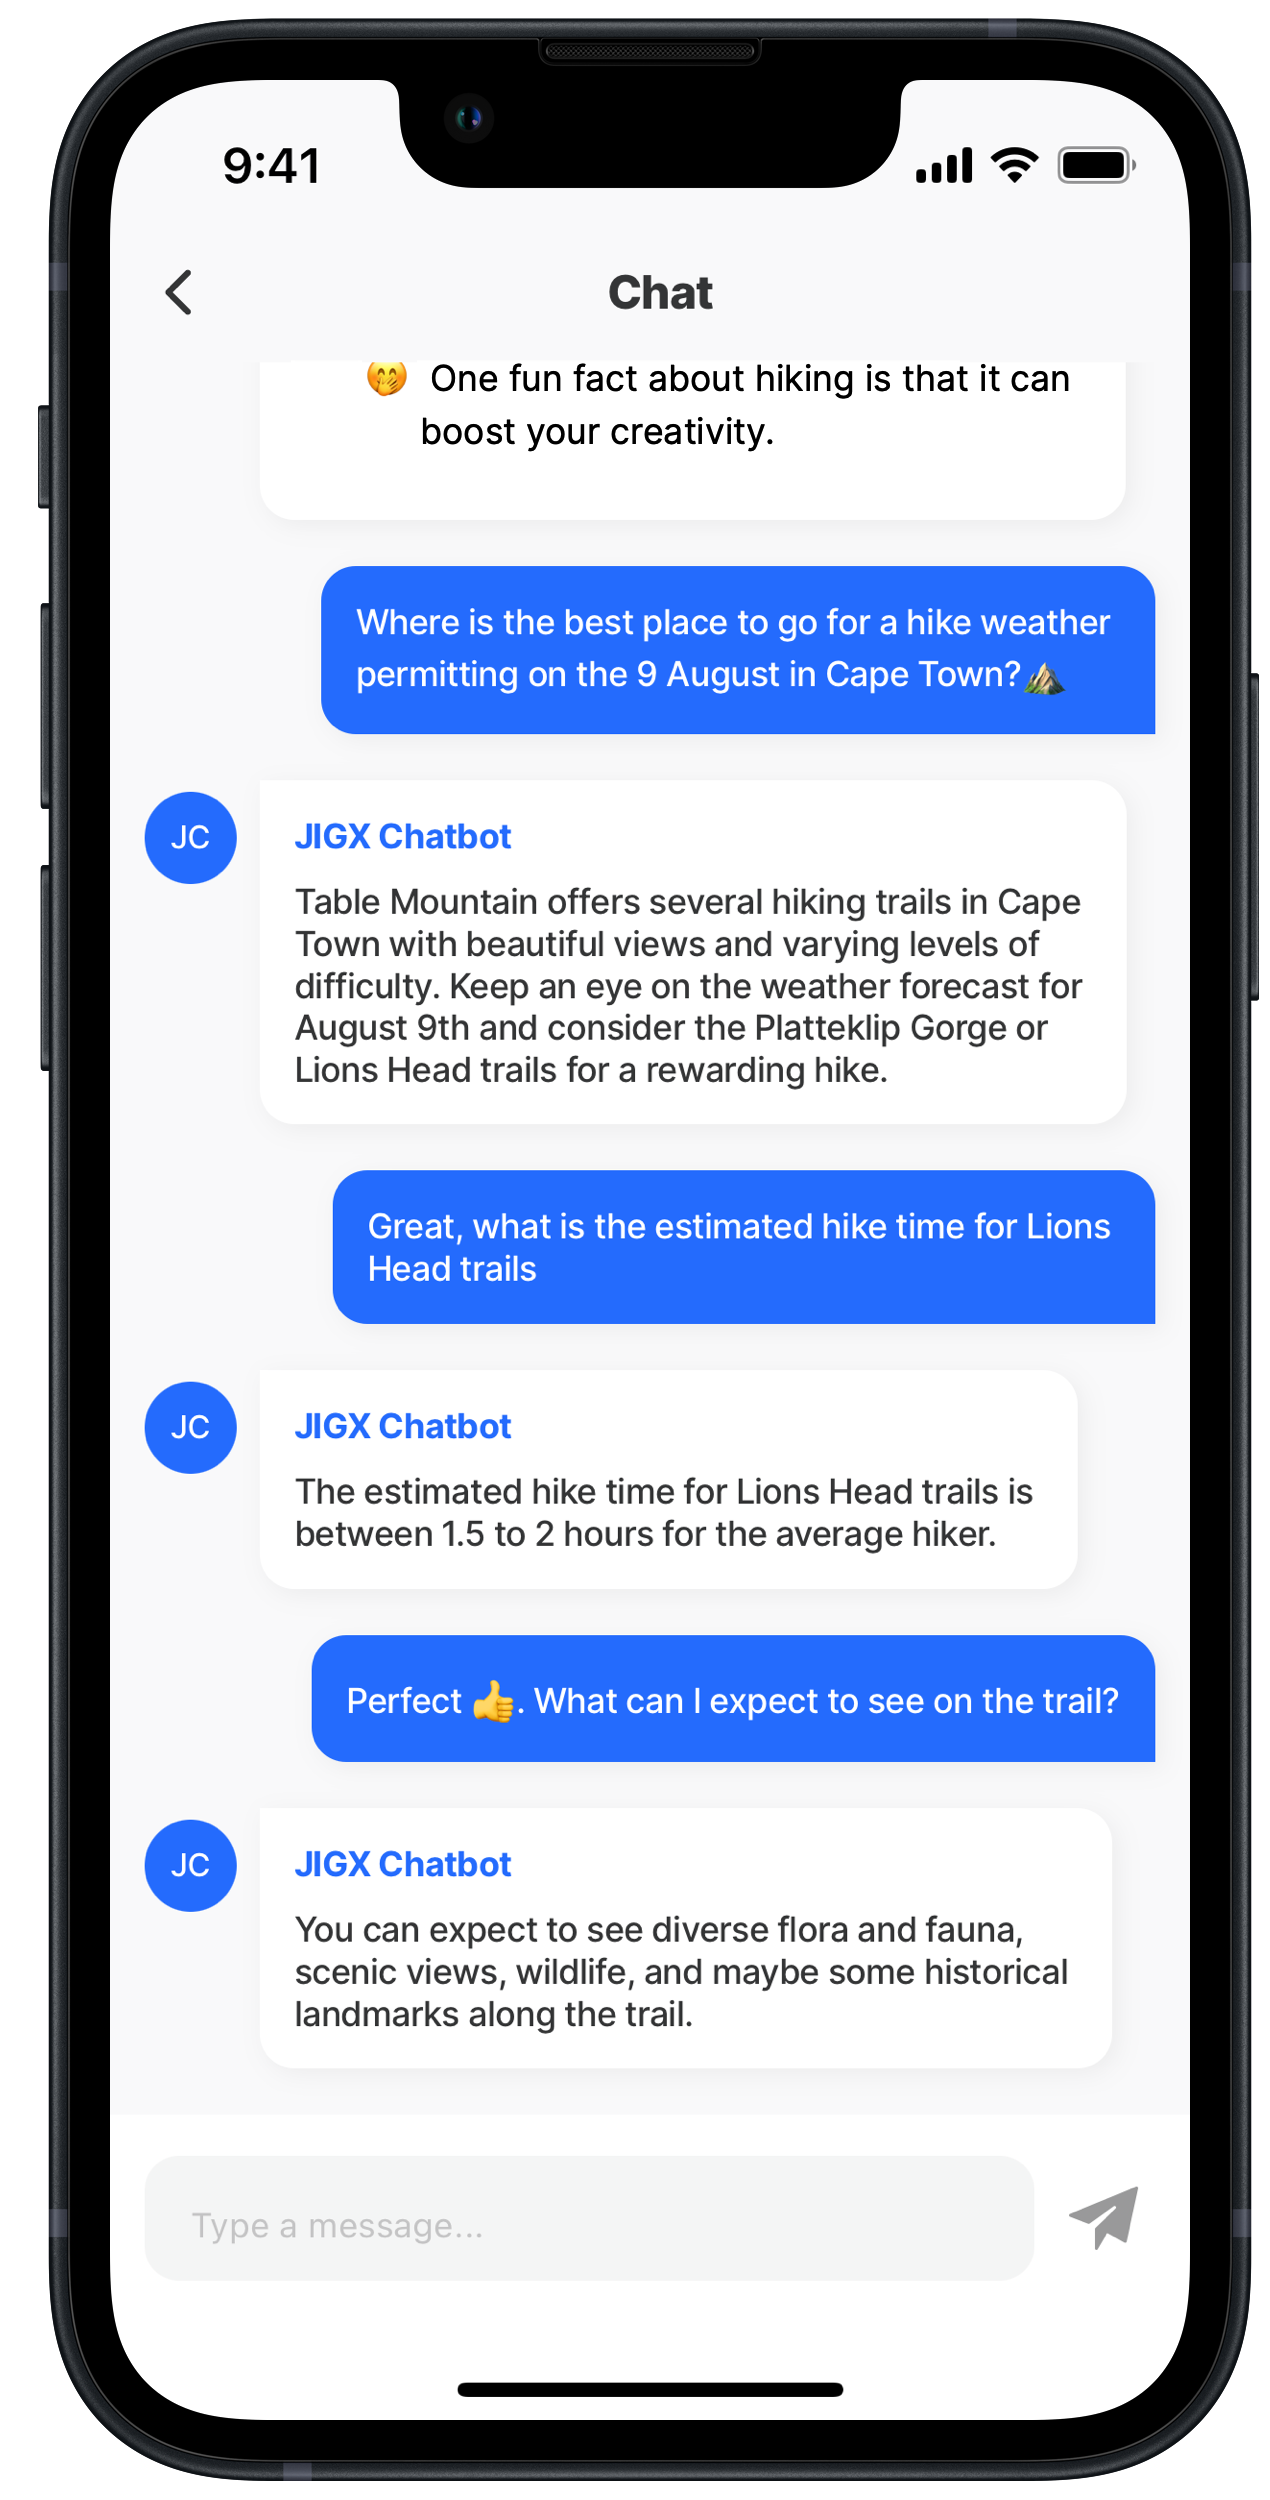 9:41
Chat
🤭 One fun fact about hiking is that it can
boost your creativity.
Where is the best place to go for a hike weather
permitting on the 9 August in Cape Town?⛰️
JC
JIGX Chatbot
Table Mountain offers several hiking trails in Cape
Town with beautiful views and varying levels of
difficulty. Keep an eye on the weather forecast for
August 9th and consider the Platteklip Gorge or
Lions Head trails for a rewarding hike.
Great, what is the estimated hike time for Lions
Head trails
JC
JIGX Chatbot
The estimated hike time for Lions Head trails is
between 1.5 to 2 hours for the average hiker.
Perfect 👍. What can I expect to see on the trail?
JC
JIGX Chatbot
You can expect to see diverse flora and fauna,
scenic views, wildlife, and maybe some historical
landmarks along the trail.
Type a message...